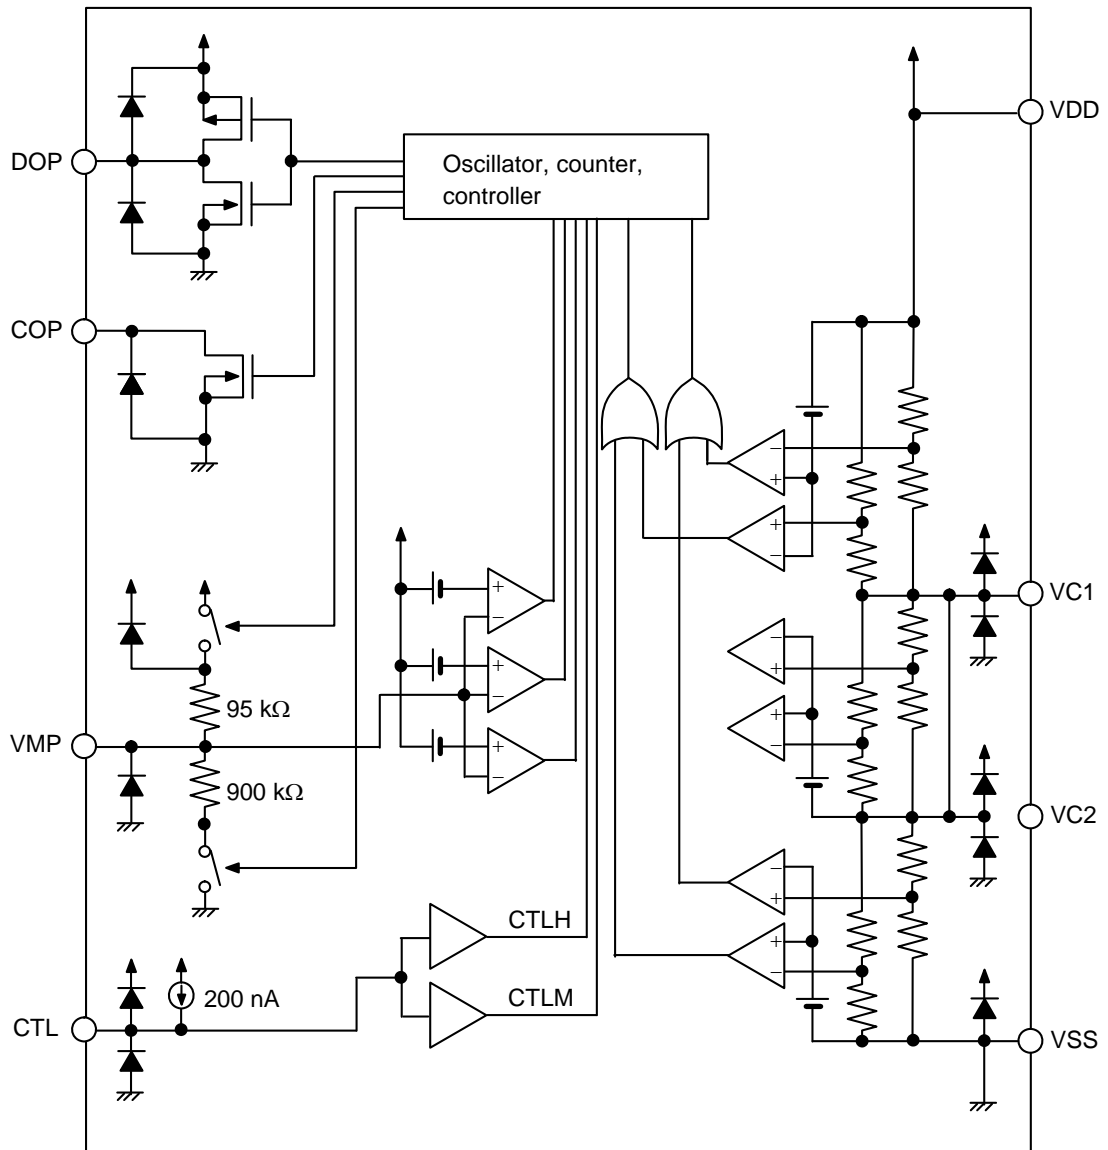 VDD
DOP
Oscillator, counter,
controller
COP
VC1
95 kΩ
VMP
900 kΩ
VC2
CTLH
200 nA
CTLM
CTL
VSS
− + + −
+ − + − + −
− + + −
− + + −